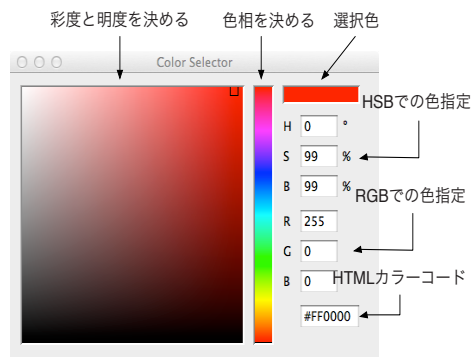 彩度と明度を決める
色相を決める
選択色
Color Selector
HSBでの色指定
H 0 °
S 99 %
B 99 %
RGBでの色指定
R 255
G 0
B 0
HTMLカラーコード
#FF0000